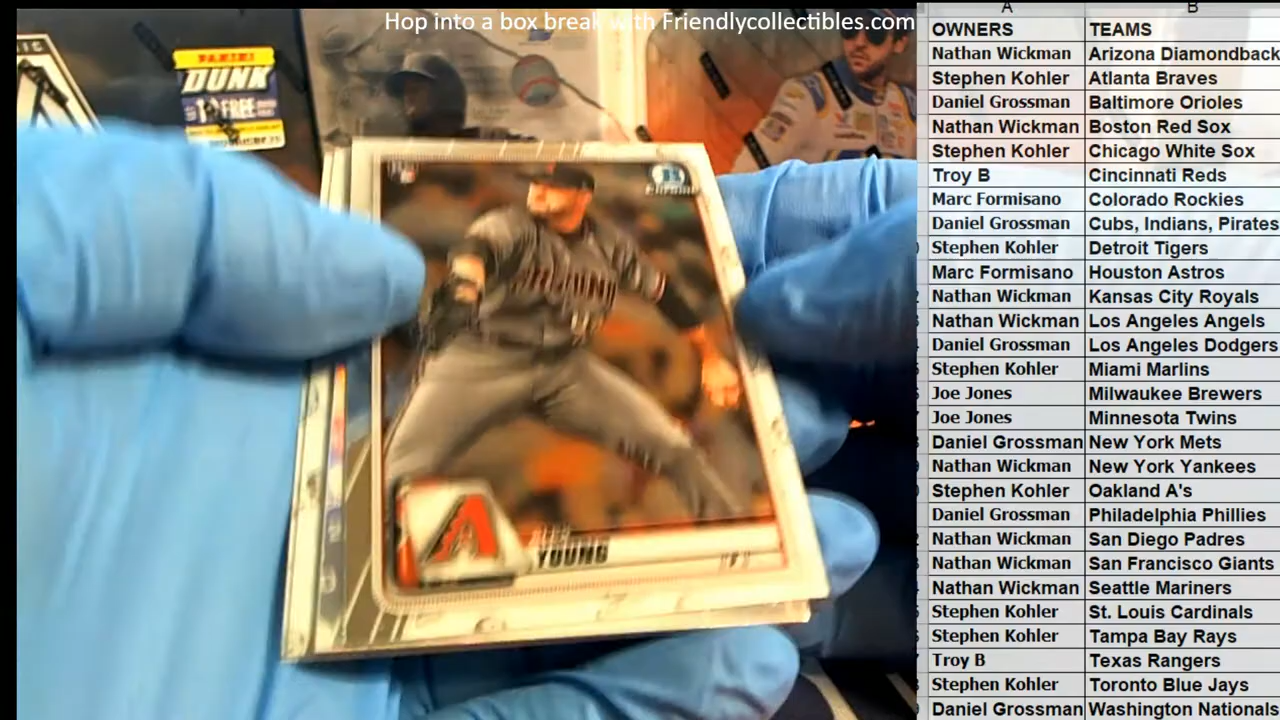 Hop into a box break with Friendlycollectibles.com
PANINI
DUNK
FREE
Chrome
YOUNG
A B
OWNERS TEAMS
Nathan Wickman Arizona Diamondback
Stephen Kohler Atlanta Braves
Daniel Grossman Baltimore Orioles
Nathan Wickman Boston Red Sox
Stephen Kohler Chicago White Sox
Troy B Cincinnati Reds
Marc Formisano Colorado Rockies
Daniel Grossman Cubs, Indians, Pirates
Stephen Kohler Detroit Tigers
Marc Formisano Houston Astros
Nathan Wickman Kansas City Royals
Nathan Wickman Los Angeles Angels
Daniel Grossman Los Angeles Dodgers
Stephen Kohler Miami Marlins
Joe Jones Milwaukee Brewers
Joe Jones Minnesota Twins
Daniel Grossman New York Mets
Nathan Wickman New York Yankees
Stephen Kohler Oakland A's
Daniel Grossman Philadelphia Phillies
Nathan Wickman San Diego Padres
Nathan Wickman San Francisco Giants
Nathan Wickman Seattle Mariners
Stephen Kohler St. Louis Cardinals
Stephen Kohler Tampa Bay Rays
Troy B Texas Rangers
Stephen Kohler Toronto Blue Jays
Daniel Grossman Washington Nationals